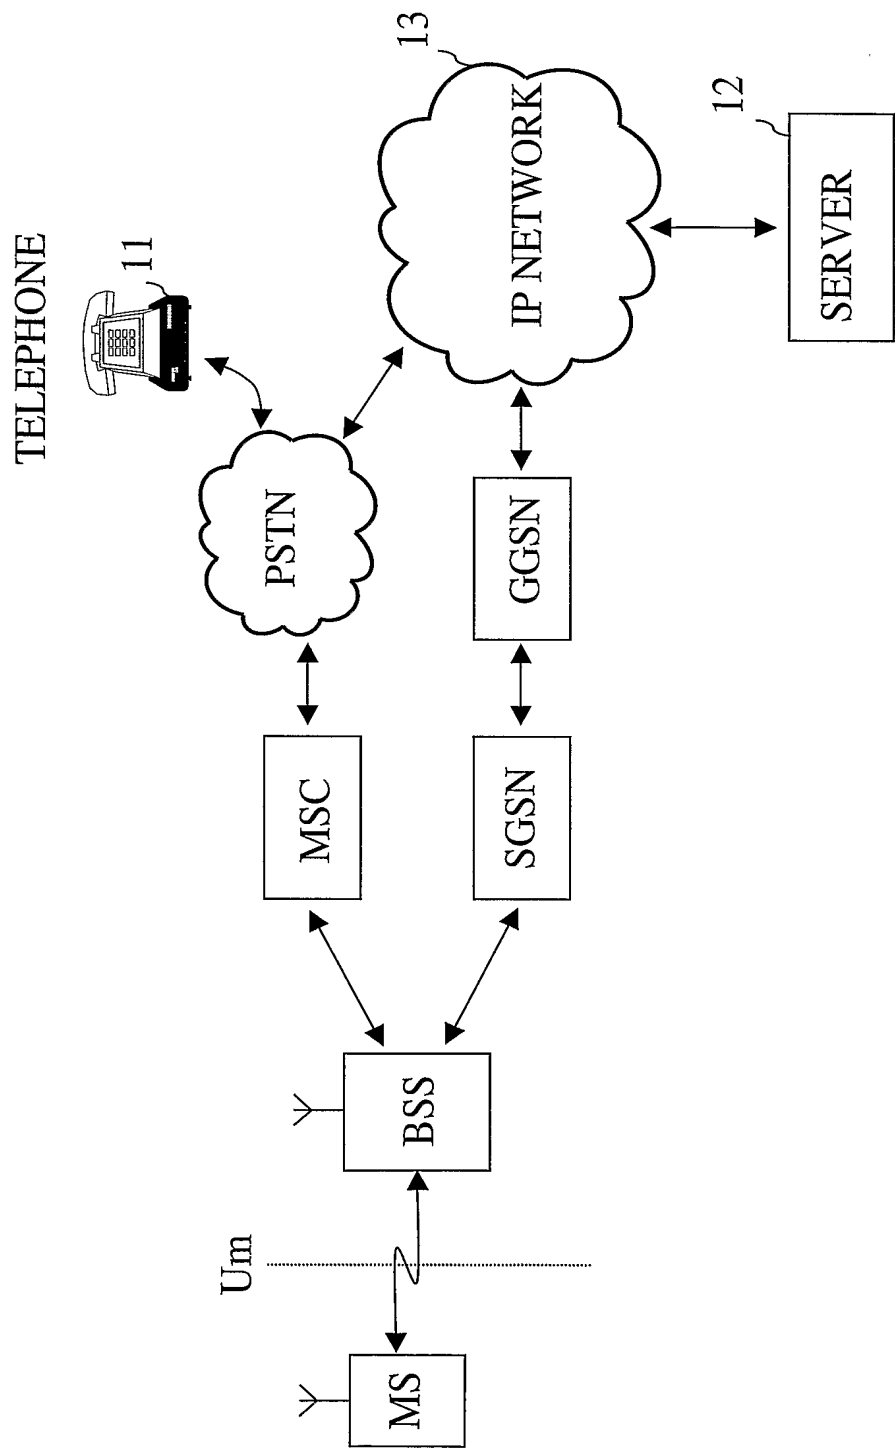 TELEPHONE
11
13
PSTN
IP NETWORK
12
SERVER
MSC
GGSN
SGSN
Um
BSS
MS